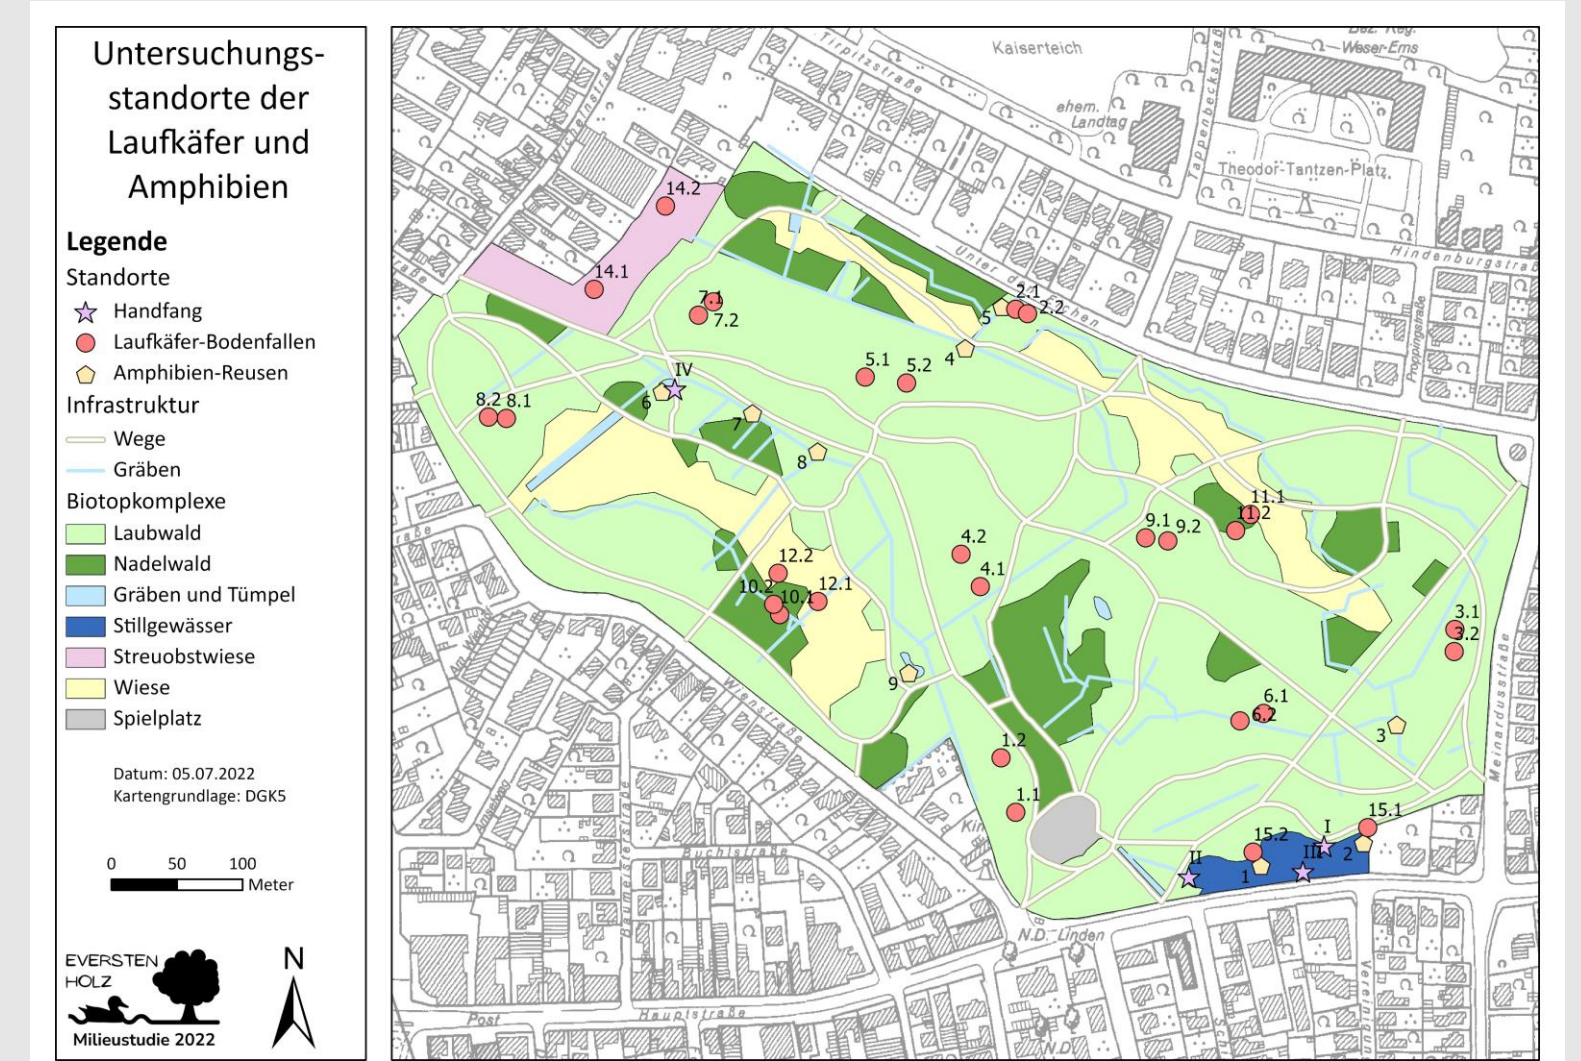 Untersuchungs-
standorte der
Laufkäfer und
Amphibien
Legende
Standorte
Handfang
Laufkäfer-Bodenfallen
Amphibien-Reusen
Infrastruktur
Wege
Gräben
Biotopkomplexe
Laubwald
Nadelwald
Gräben und Tümpel
Stillgewässer
Streuobstwiese
Wiese
Spielplatz
Datum: 05.07.2022
Kartengrundlage: DGK5
0 50 100
Meter
EVERSTEN
HOLZ
Milieustudie 2022
N
Kaiserteich
Weser-Ems
Tirpitzstraße
ehem.
Landtag
Tappenbeckstraß
Theodor-Tantzen-Platz
Hindenburgstraß
14.2
14.1
7.1
7.2
2.1
2.2
5
Unter den
chen
4
5.1
5.2
IV
6
8.2 8.1
7
8
11.1
11.2
9.1
9.2
4.2
4.1
12.2
10.2
10.1
12.1
3.1
3.2
9
6.1
6.2
3
1.2
1.1
15.1
15.2
I
II
III
2
1
Wienstraße
Meinardusstraße
Buchtstraße
Baumeisterstraße
N.D. Linden
Post
Hauptstraße
N.D.